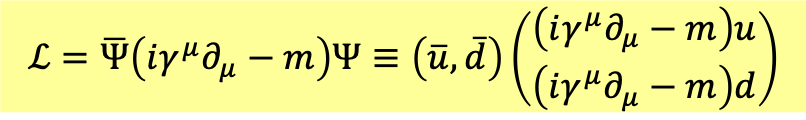 ℒ = Ψ̅(iγ^μ∂_μ − m)Ψ ≡ (u̅, d̅) ((iγ^μ∂_μ − m)u
(iγ^μ∂_μ − m)d)